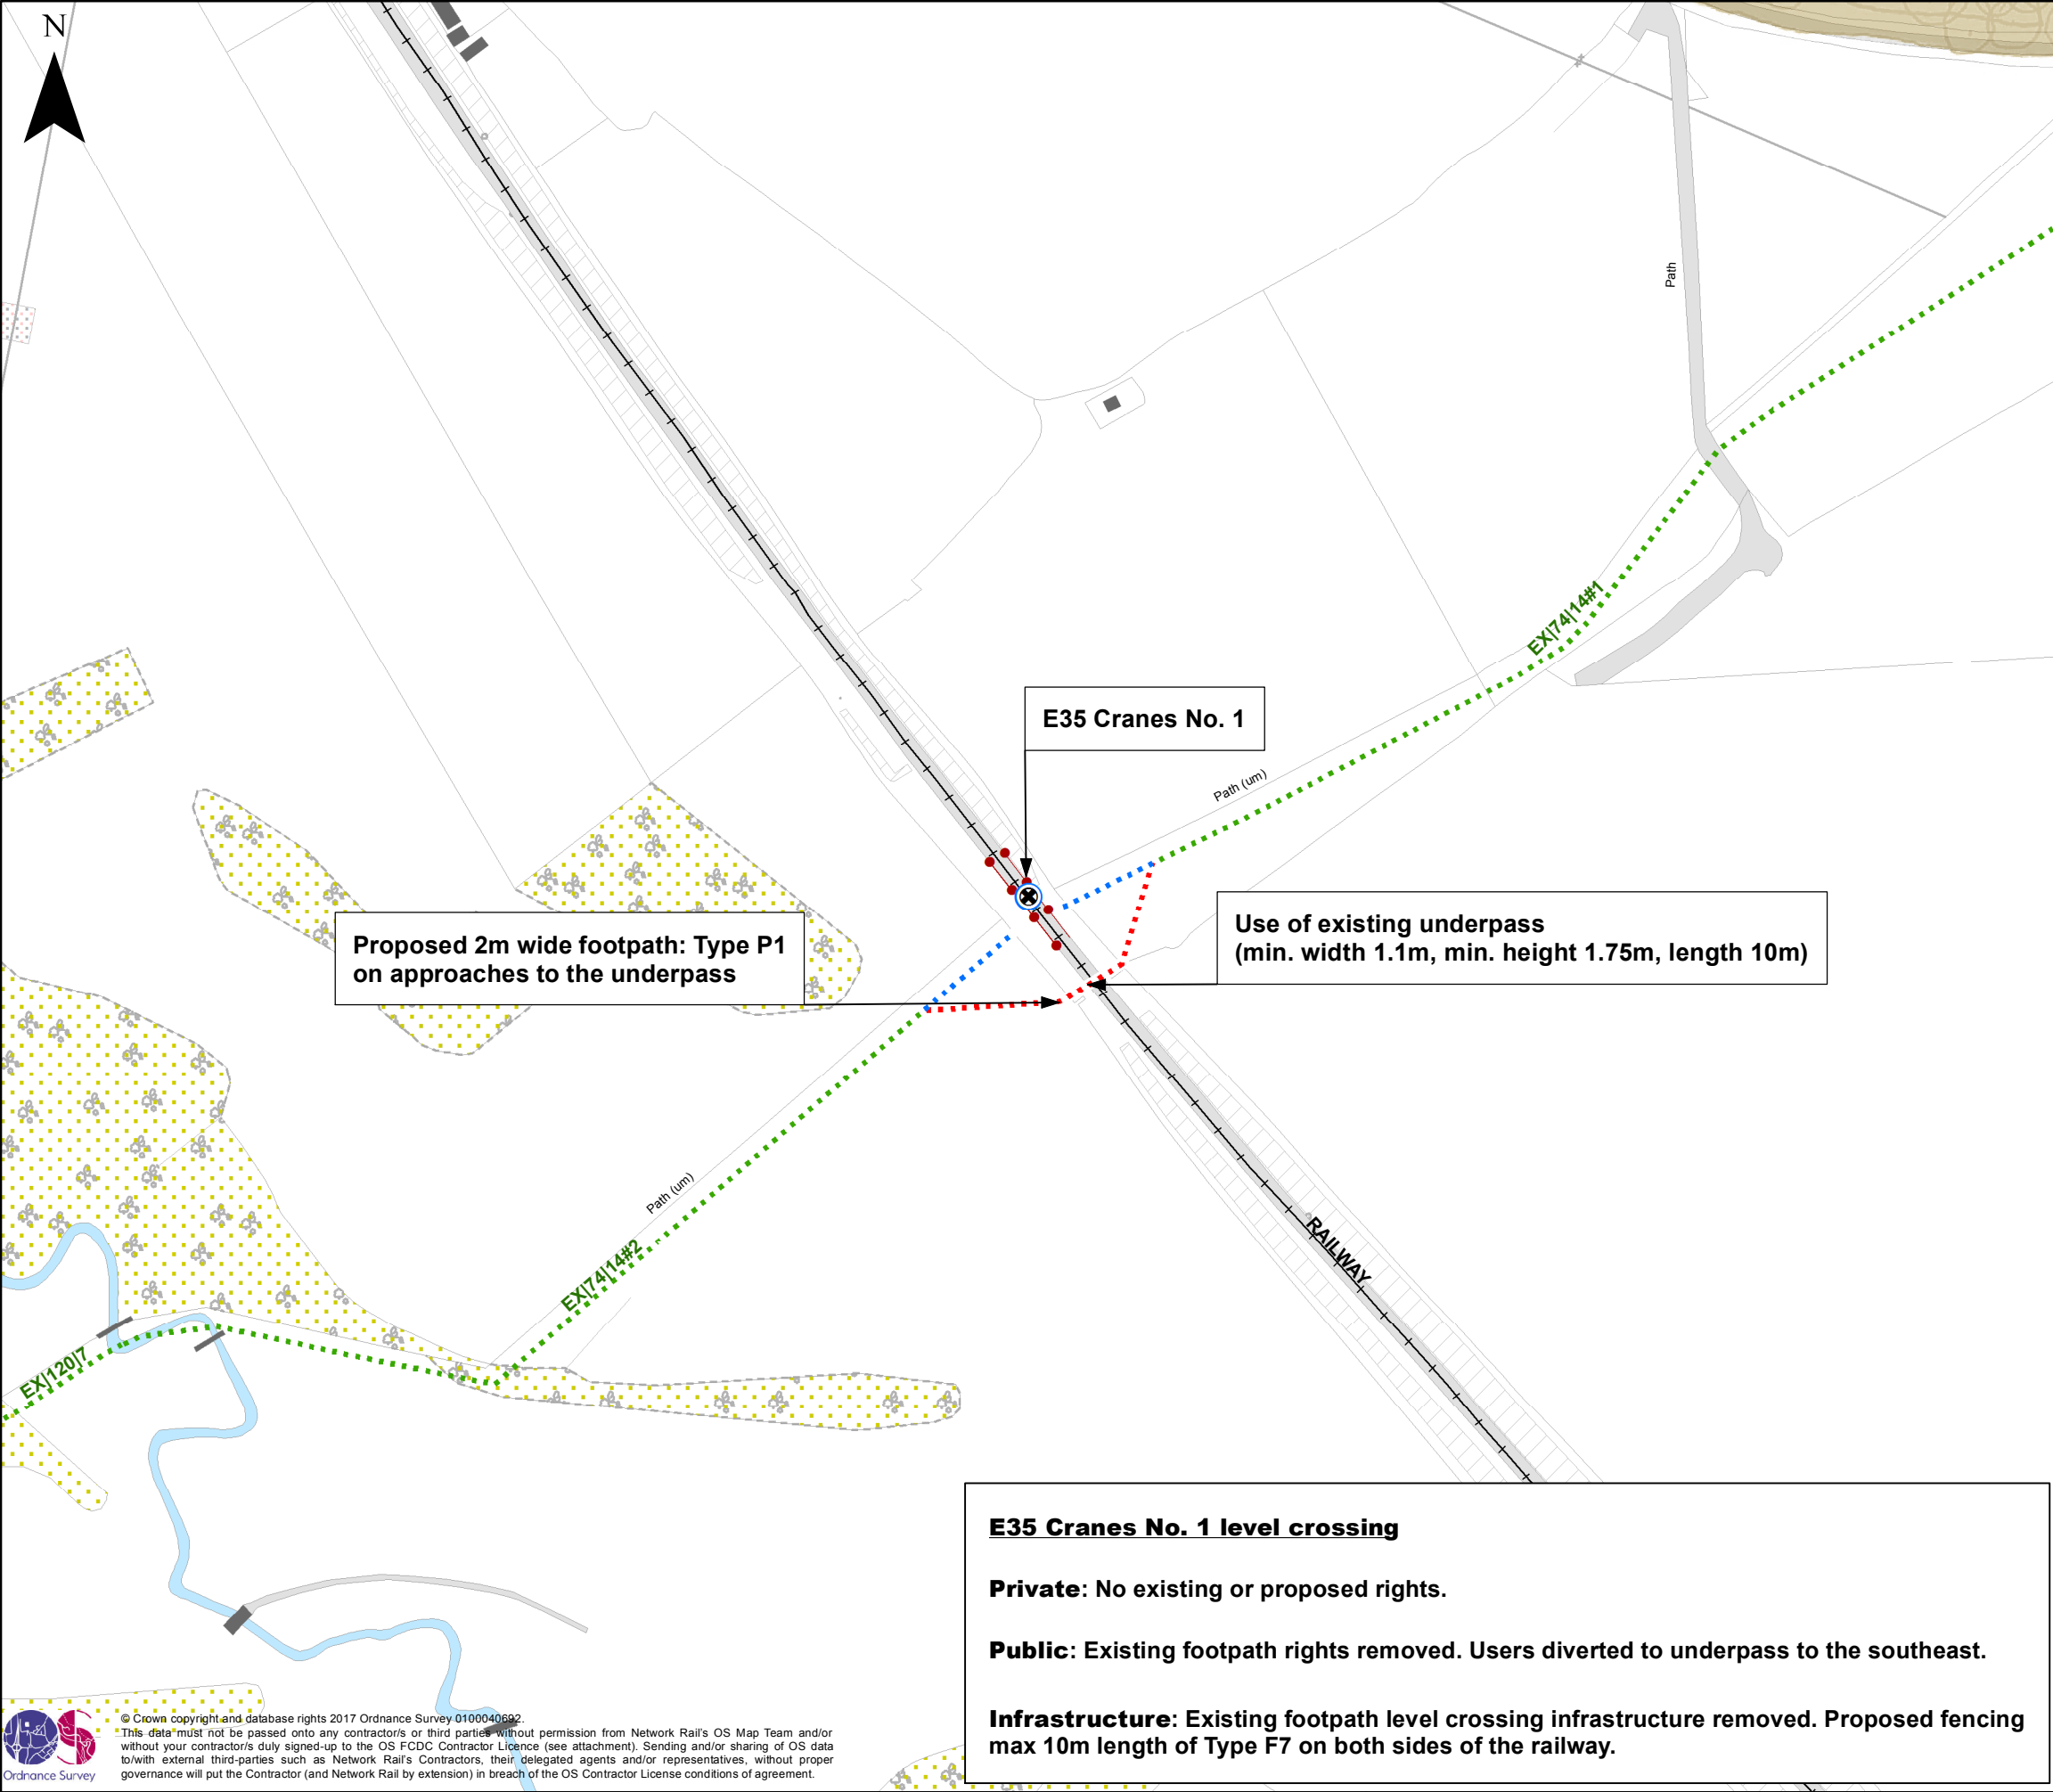 N
Path
EX|74|14#1
E35 Cranes No. 1
Path (um)
Use of existing underpass
(min. width 1.1m, min. height 1.75m, length 10m)
Proposed 2m wide footpath: Type P1
on approaches to the underpass
Path (um)
EX|74|14#2
RAILWAY
EX|120|7
E35 Cranes No. 1 level crossing
Private: No existing or proposed rights.
Public: Existing footpath rights removed. Users diverted to underpass to the southeast.
Infrastructure: Existing footpath level crossing infrastructure removed. Proposed fencing
max 10m length of Type F7 on both sides of the railway.
© Crown copyright and database rights 2017 Ordnance Survey 0100040692.
This data must not be passed onto any contractor/s or third parties without permission from Network Rail's OS Map Team and/or
without your contractor/s duly signed-up to the OS FCDC Contractor Licence (see attachment). Sending and/or sharing of OS data
to/with external third-parties such as Network Rail's Contractors, their delegated agents and/or representatives, without proper
governance will put the Contractor (and Network Rail by extension) in breach of the OS Contractor License conditions of agreement.
Ordnance Survey